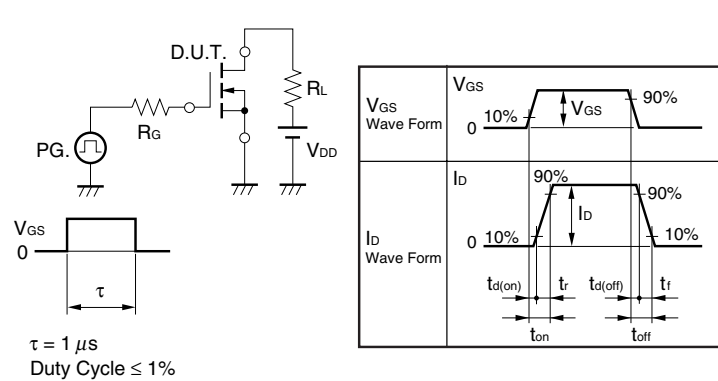 D.U.T.
RL
RG
PG.
VDD
VGS
0
τ
τ = 1 μs
Duty Cycle ≤ 1%
VGS
Wave Form
VGS
10%
0
VGS
90%
ID
Wave Form
ID
90%
90%
ID
0
10%
10%
td(on)
tr
td(off)
tf
ton
toff